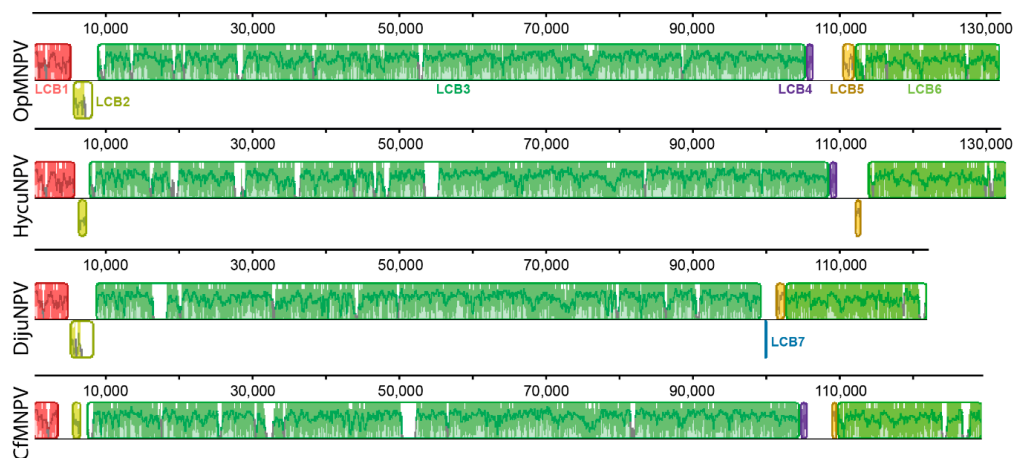 10,000 30,000 50,000 70,000 90,000 110,000 130,000
OpMNPV
LCB1 LCB2 LCB3 LCB4 LCB5 LCB6
10,000 30,000 50,000 70,000 90,000 110,000 130,000
HycuNPV
10,000 30,000 50,000 70,000 90,000 110,000
DijuNPV
LCB7
10,000 30,000 50,000 70,000 90,000 110,000
CfMNPV